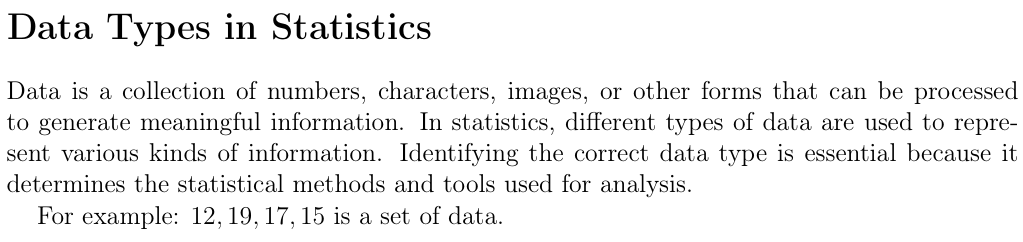 Data Types in Statistics
Data is a collection of numbers, characters, images, or other forms that can be processed
to generate meaningful information. In statistics, different types of data are used to repre-
sent various kinds of information. Identifying the correct data type is essential because it
determines the statistical methods and tools used for analysis.
For example: 12, 19, 17, 15 is a set of data.